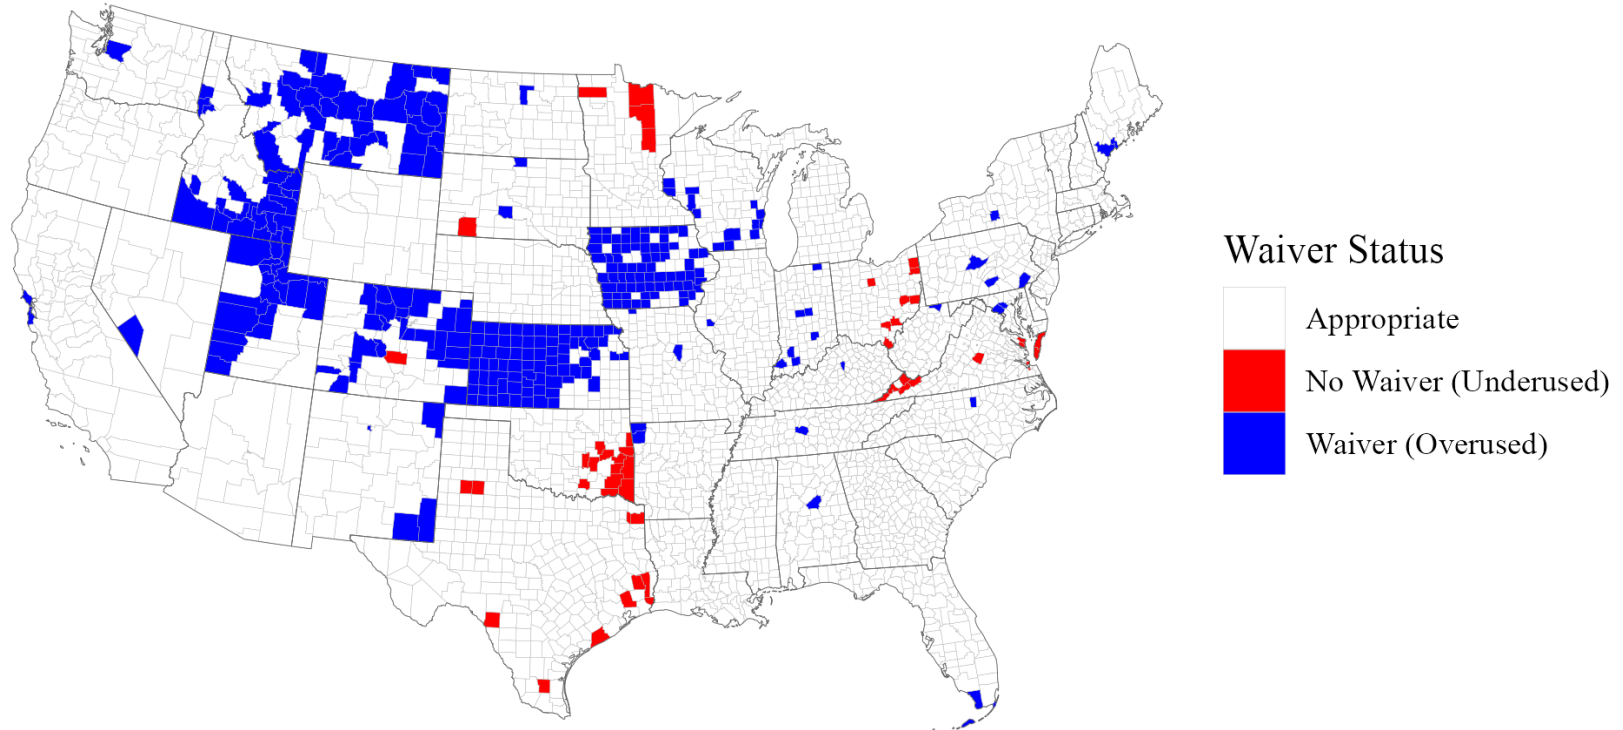 Waiver Status
Appropriate
No Waiver (Underused)
Waiver (Overused)